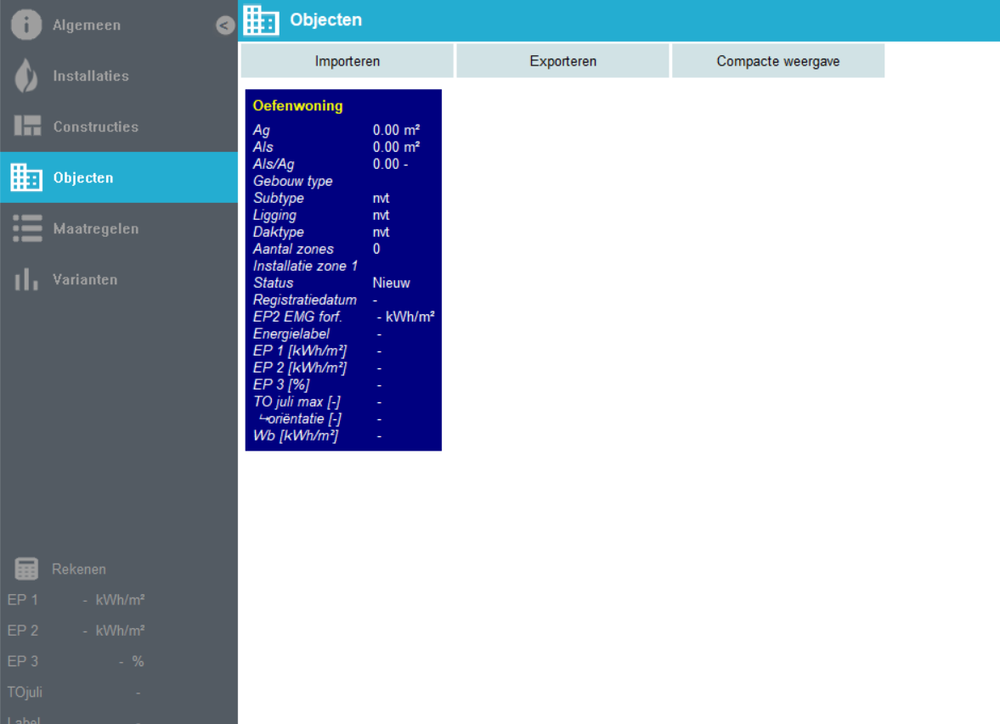 Algemeen
<
Installaties
Constructies
Objecten
Maatregelen
Varianten
Rekenen
EP 1 - kWh/m²
EP 2 - kWh/m²
EP 3 - %
TOjuli -
Label -
Objecten
Importeren Exporteren Compacte weergave
Oefenwoning
Ag 0.00 m²
Als 0.00 m²
Als/Ag 0.00 -
Gebouw type
Subtype nvt
Ligging nvt
Daktype nvt
Aantal zones 0
Installatie zone 1
Status Nieuw
Registratiedatum -
EP2 EMG forf. - kWh/m²
Energielabel -
EP 1 [kWh/m²] -
EP 2 [kWh/m²] -
EP 3 [%] -
TO juli max [-] -
↳oriëntatie [-] -
Wb [kWh/m²] -